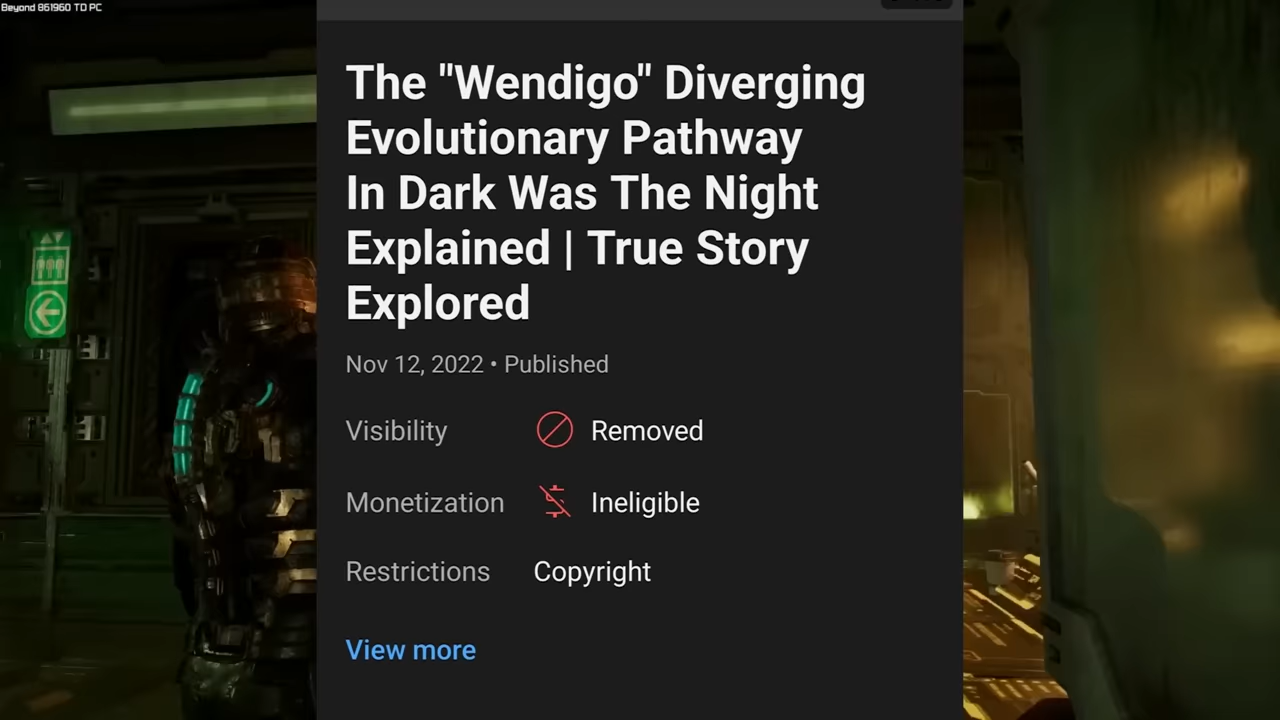 Beyond 861960 TD PC
The "Wendigo" Diverging
Evolutionary Pathway
In Dark Was The Night
Explained | True Story
Explored
Nov 12, 2022 • Published
Visibility Removed
Monetization Ineligible
Restrictions Copyright
View more